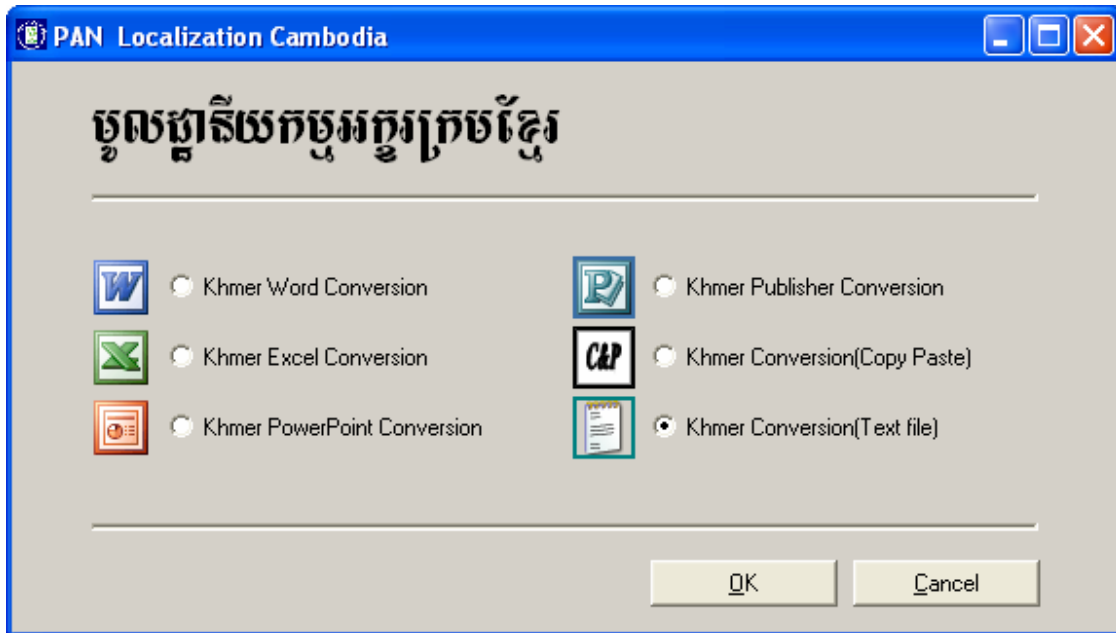 PAN Localization Cambodia
មូលដ្ឋានីយកម្មអក្ខរក្រមខ្មែរ
Khmer Word Conversion
Khmer Excel Conversion
Khmer PowerPoint Conversion
Khmer Publisher Conversion
C&P Khmer Conversion(Copy Paste)
Khmer Conversion(Text file)
OK Cancel